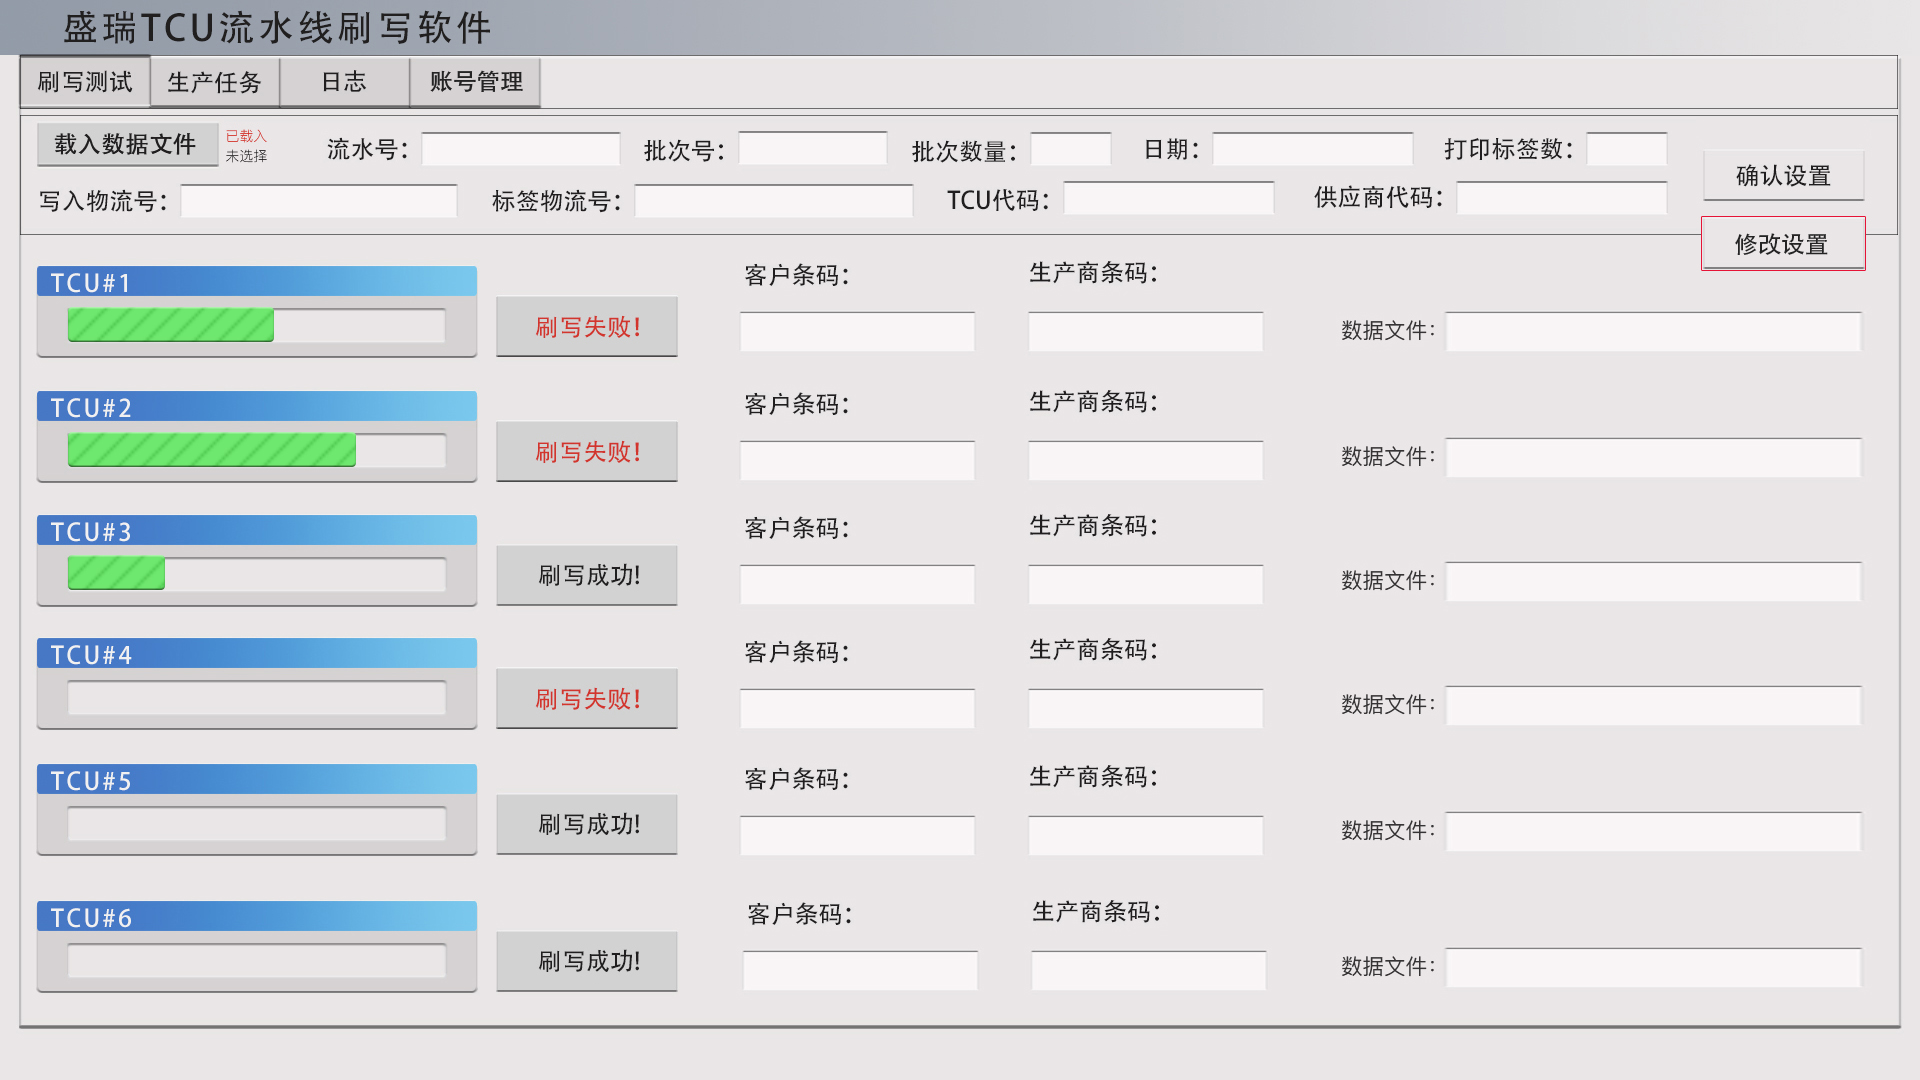 盛瑞TCU流水线刷写软件
刷写测试 生产任务 日志 账号管理
载入数据文件 已载入 未选择 流水号： 批次号： 批次数量： 日期： 打印标签数： 确认设置
写入物流号： 标签物流号： TCU代码： 供应商代码： 修改设置
TCU#1 刷写失败! 客户条码： 生产商条码： 数据文件：
TCU#2 刷写失败! 客户条码： 生产商条码： 数据文件：
TCU#3 刷写成功! 客户条码： 生产商条码： 数据文件：
TCU#4 刷写失败! 客户条码： 生产商条码： 数据文件：
TCU#5 刷写成功! 客户条码： 生产商条码： 数据文件：
TCU#6 刷写成功! 客户条码： 生产商条码： 数据文件：